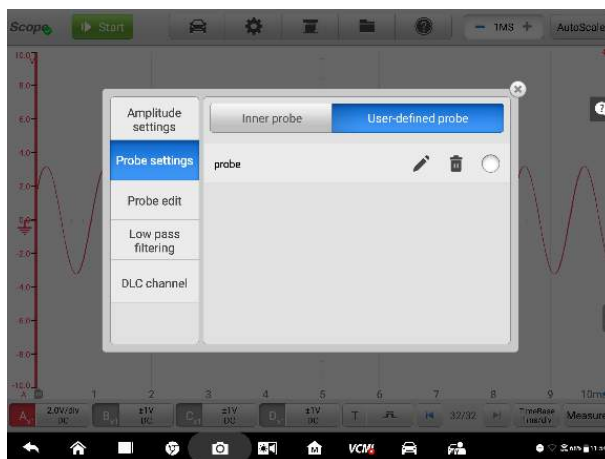 Scope Start 1MS AutoScale
10.0
8.0
6.0
4.0
2.0
-2.0
-4.0
-6.0
-8.0
-10.0
Amplitude
settings
Probe settings
Probe edit
Low pass
filtering
DLC channel
Inner probe User-defined probe
probe
A 1 2 3 4 5 6 7 8 9 10m
A 2.0V/div DC B ±1V DC C ±1V DC D ±1V DC T 32/32 TimeBase Measure
M VCMI